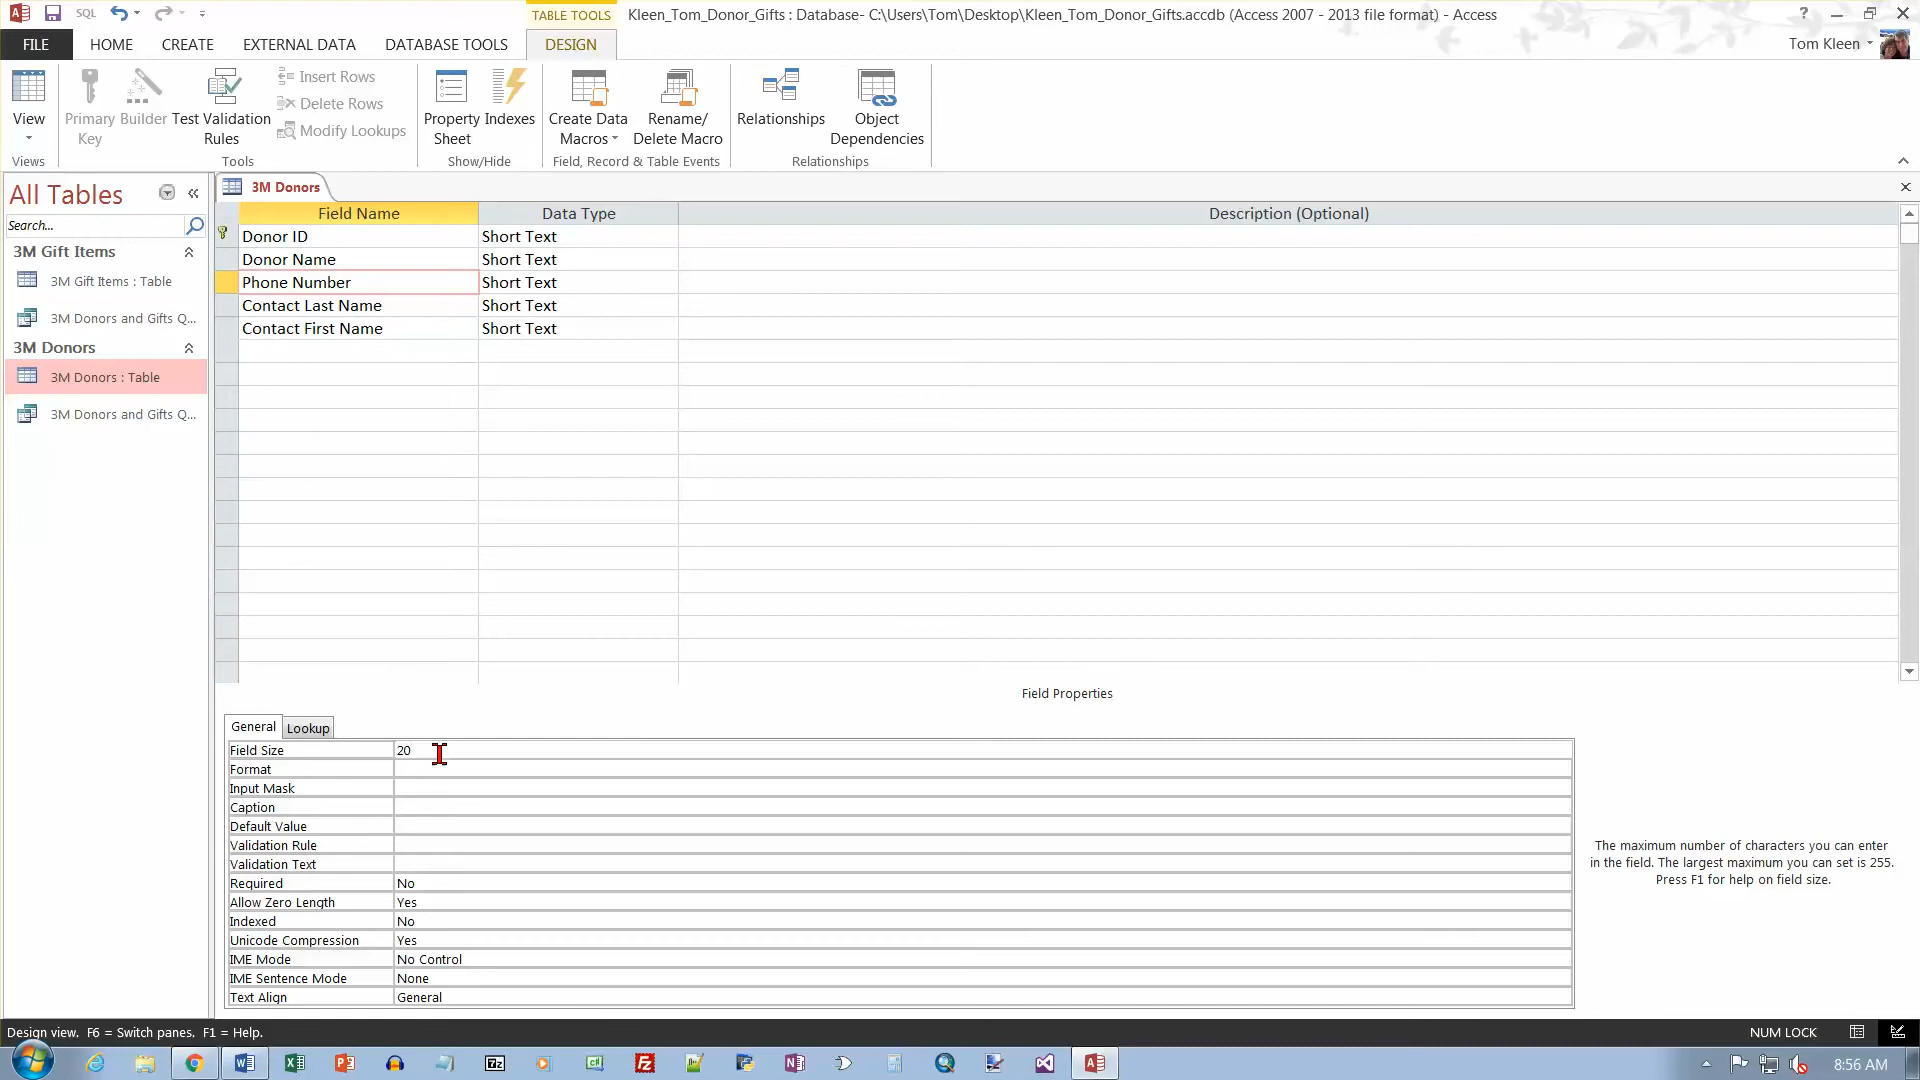 SQL
TABLE TOOLS
Kleen_Tom_Donor_Gifts : Database- C:\Users\Tom\Desktop\Kleen_Tom_Donor_Gifts.accdb (Access 2007 - 2013 file format) - Access
?
FILE HOME CREATE EXTERNAL DATA DATABASE TOOLS DESIGN
Tom Kleen
View
Primary Key
Builder
Test Validation Rules
Insert Rows
Delete Rows
Modify Lookups
Property Sheet
Indexes
Create Data Macros
Rename/ Delete Macro
Relationships
Object Dependencies
Views
Tools
Show/Hide
Field, Record & Table Events
Relationships
All Tables
Search...
3M Gift Items
3M Gift Items : Table
3M Donors and Gifts Q...
3M Donors
3M Donors : Table
3M Donors and Gifts Q...
3M Donors
Field Name Data Type Description (Optional)
Donor ID Short Text
Donor Name Short Text
Phone Number Short Text
Contact Last Name Short Text
Contact First Name Short Text
Field Properties
General Lookup
Field Size 20
Format
Input Mask
Caption
Default Value
Validation Rule
Validation Text
Required No
Allow Zero Length Yes
Indexed No
Unicode Compression Yes
IME Mode No Control
IME Sentence Mode None
Text Align General
The maximum number of characters you can enter
in the field. The largest maximum you can set is 255.
Press F1 for help on field size.
Design view. F6 = Switch panes. F1 = Help.
NUM LOCK
8:56 AM